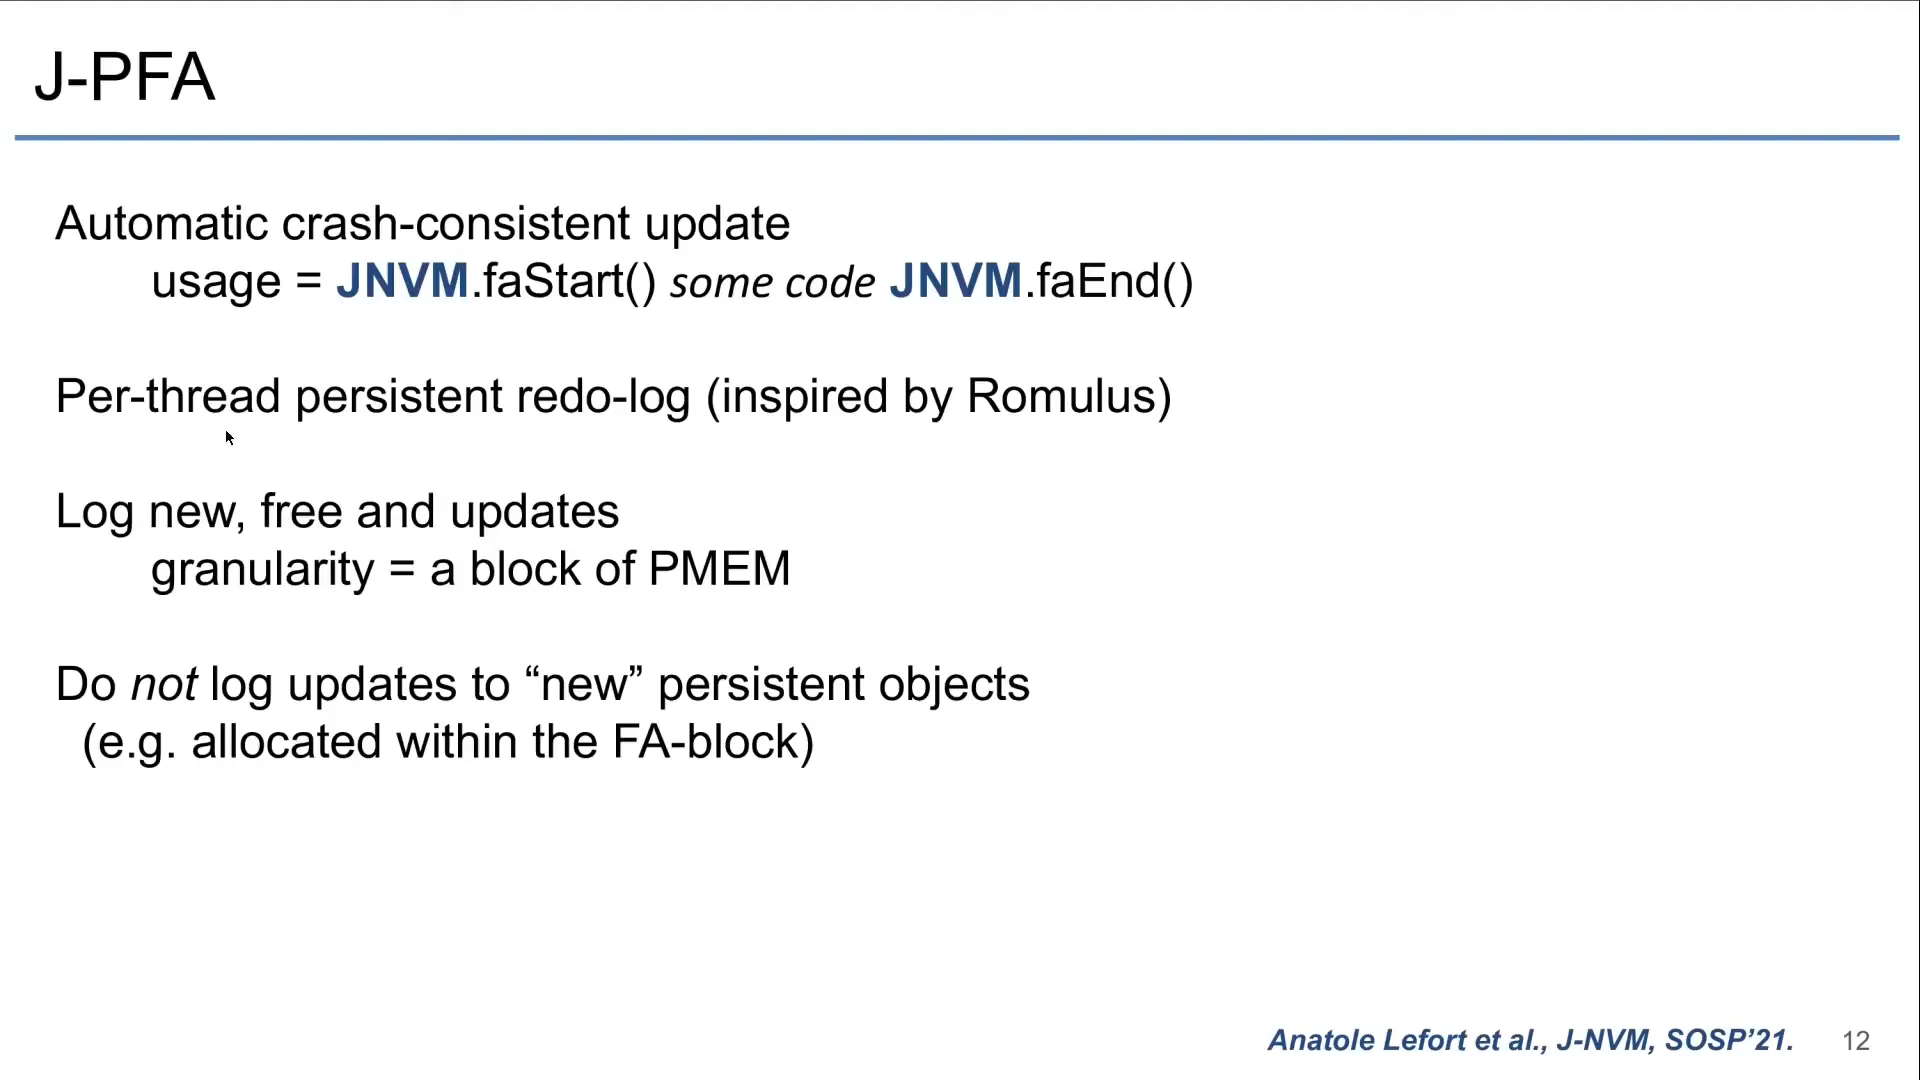 J-PFA
Automatic crash-consistent update
usage = JNVM.faStart() some code JNVM.faEnd()
Per-thread persistent redo-log (inspired by Romulus)
Log new, free and updates
granularity = a block of PMEM
Do not log updates to “new” persistent objects
(e.g. allocated within the FA-block)
Anatole Lefort et al., J-NVM, SOSP’21. 12